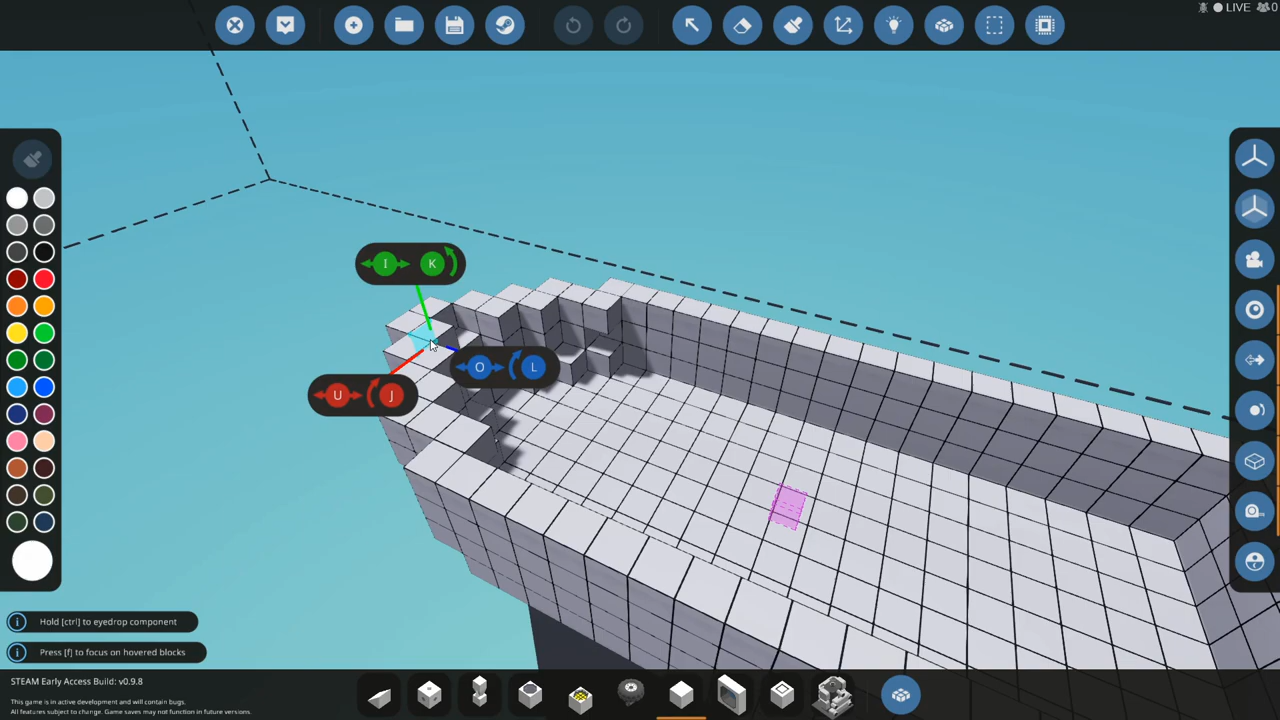 LIVE 0
I K
O L
U J
Hold [ctrl] to eyedrop component
Press [f] to focus on hovered blocks
STEAM Early Access Build: v0.9.8
This game is in active development and will contain bugs.
All features subject to change. Game saves may not function in future versions.